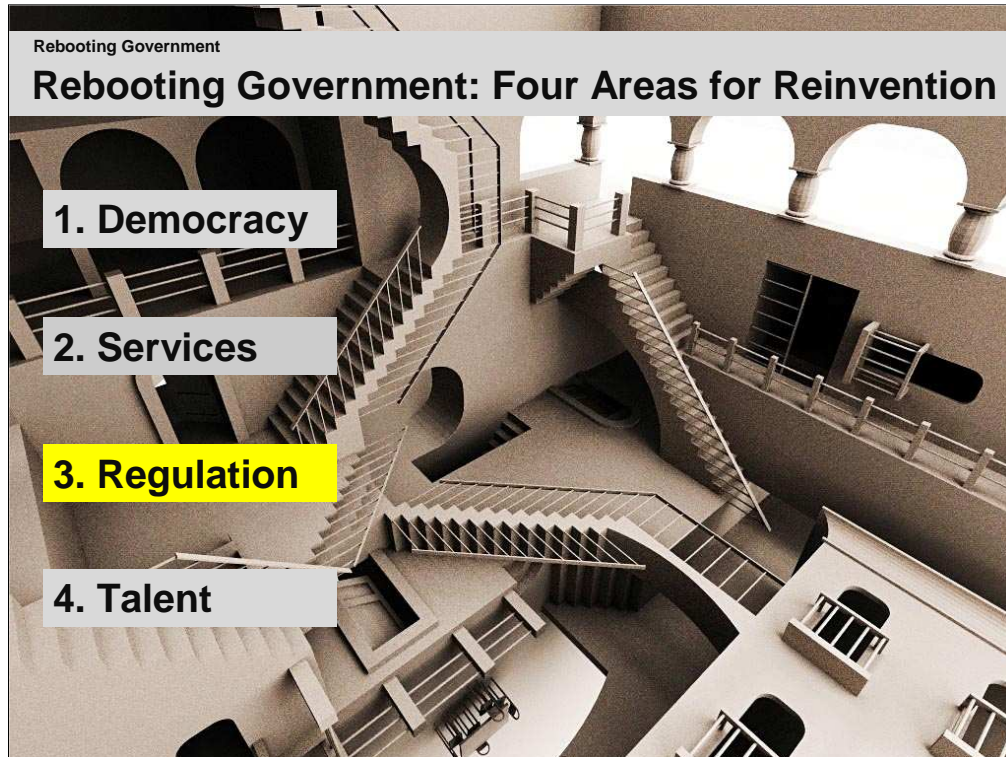 Rebooting Government
Rebooting Government: Four Areas for Reinvention
1. Democracy
2. Services
3. Regulation
4. Talent